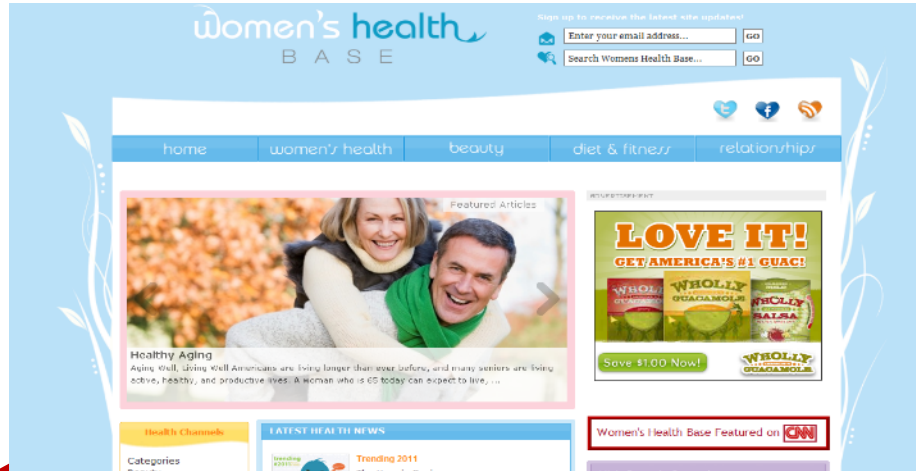 women's health
BASE
Sign up to receive the latest site updates!
Enter your email address...
GO
Search Womens Health Base...
GO
home
women's health
beauty
diet & fitness
relationships
Featured Articles
Healthy Aging
Aging Well, Living Well Americans are living longer than ever before, and many seniors are living
active, healthy, and productive lives. A woman who is 65 today can expect to live, ...
ADVERTISEMENT
LOVE IT!
GET AMERICA'S #1 GUAC!
WHOLLY
WHOLLY
GUACAMOLE
WHOLLY
SALSA
Save $1.00 Now!
WHOLLY
GUACAMOLE
Women's Health Base Featured on CNN
Health Channels
Categories
LATEST HEALTH NEWS
Trending 2011